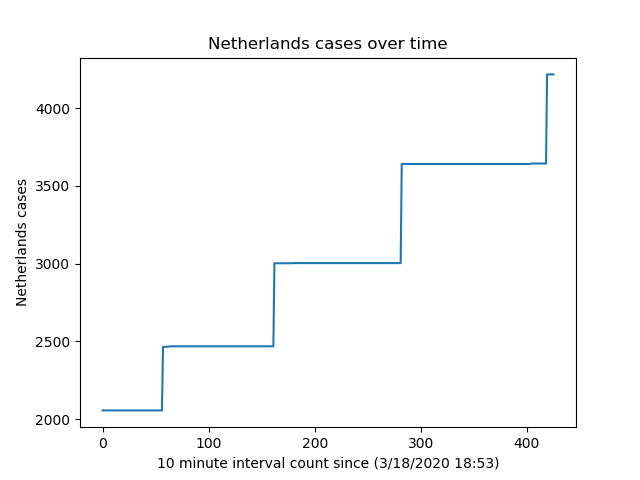 Netherlands cases over time
4000
3500
3000
2500
2000
Netherlands cases
0 100 200 300 400
10 minute interval count since (3/18/2020 18:53)